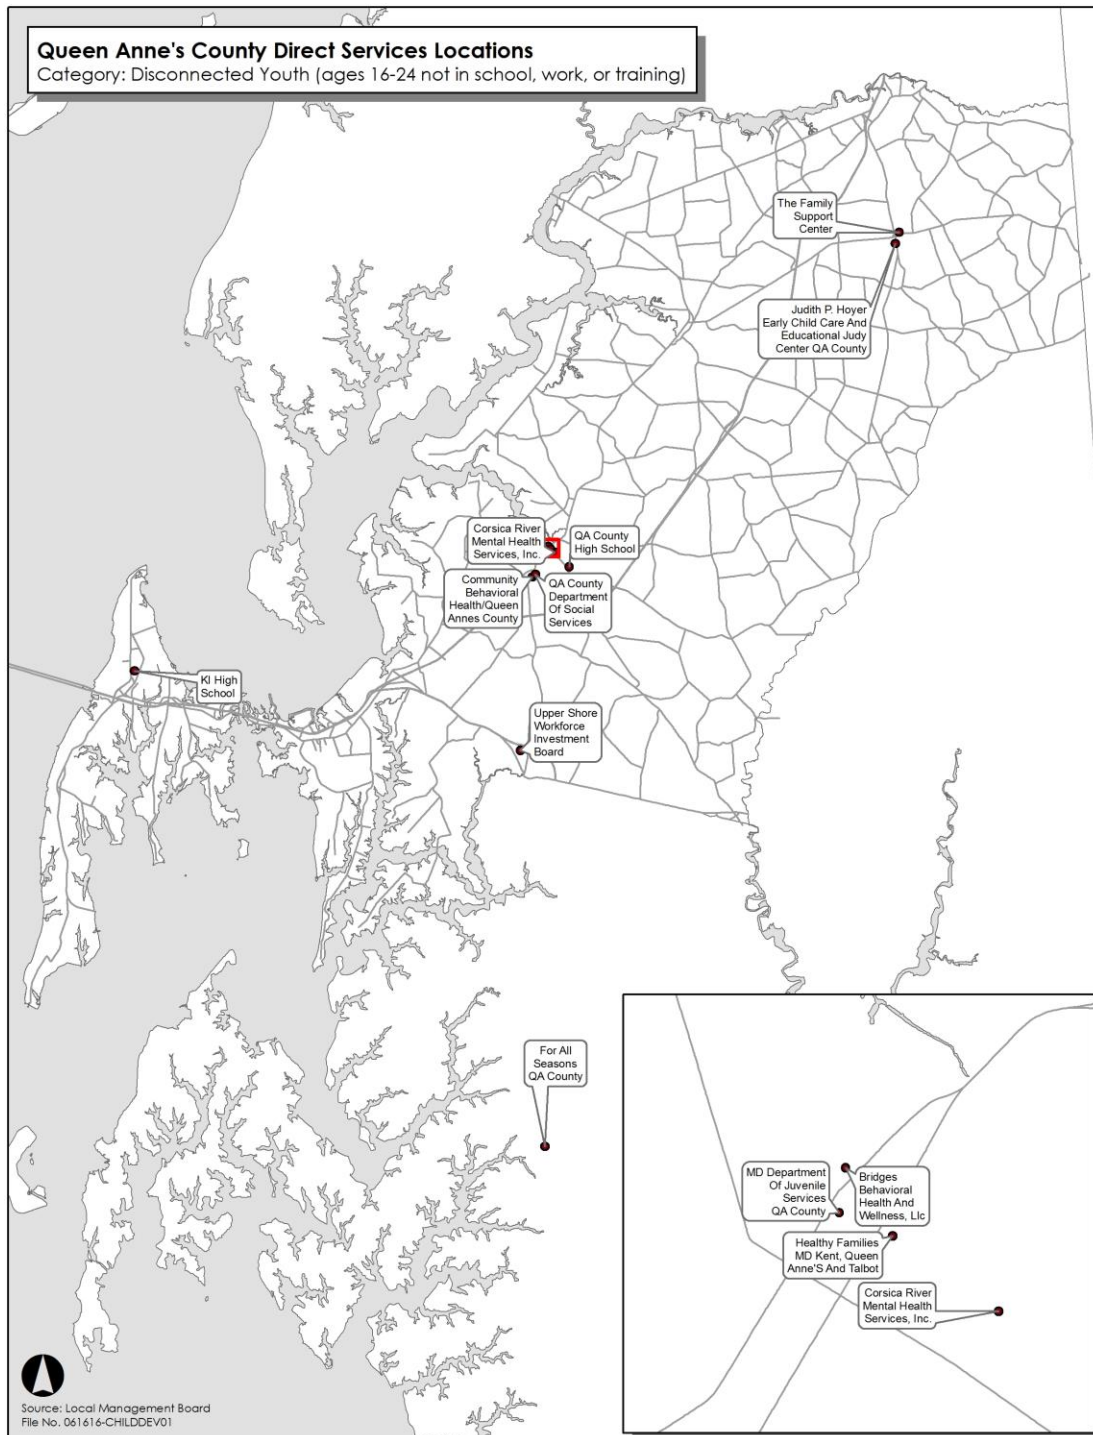 Queen Anne's County Direct Services Locations
Category: Disconnected Youth (ages 16-24 not in school, work, or training)
The Family
Support
Center
Judith P. Hoyer
Early Child Care And
Educational Judy
Center QA County
Corsica River
Mental Health
Services, Inc.
QA County
High School
Community
Behavioral
Health/Queen
Annes County
QA County
Department
Of Social
Services
KI High
School
Upper Shore
Workforce
Investment
Board
For All
Seasons
QA County
MD Department
Of Juvenile
Services
QA County
Bridges
Behavioral
Health And
Wellness, Llc
Healthy Families
MD Kent, Queen
Anne'S And Talbot
Corsica River
Mental Health
Services, Inc.
Source: Local Management Board
File No. 061616-CHILDDEV01